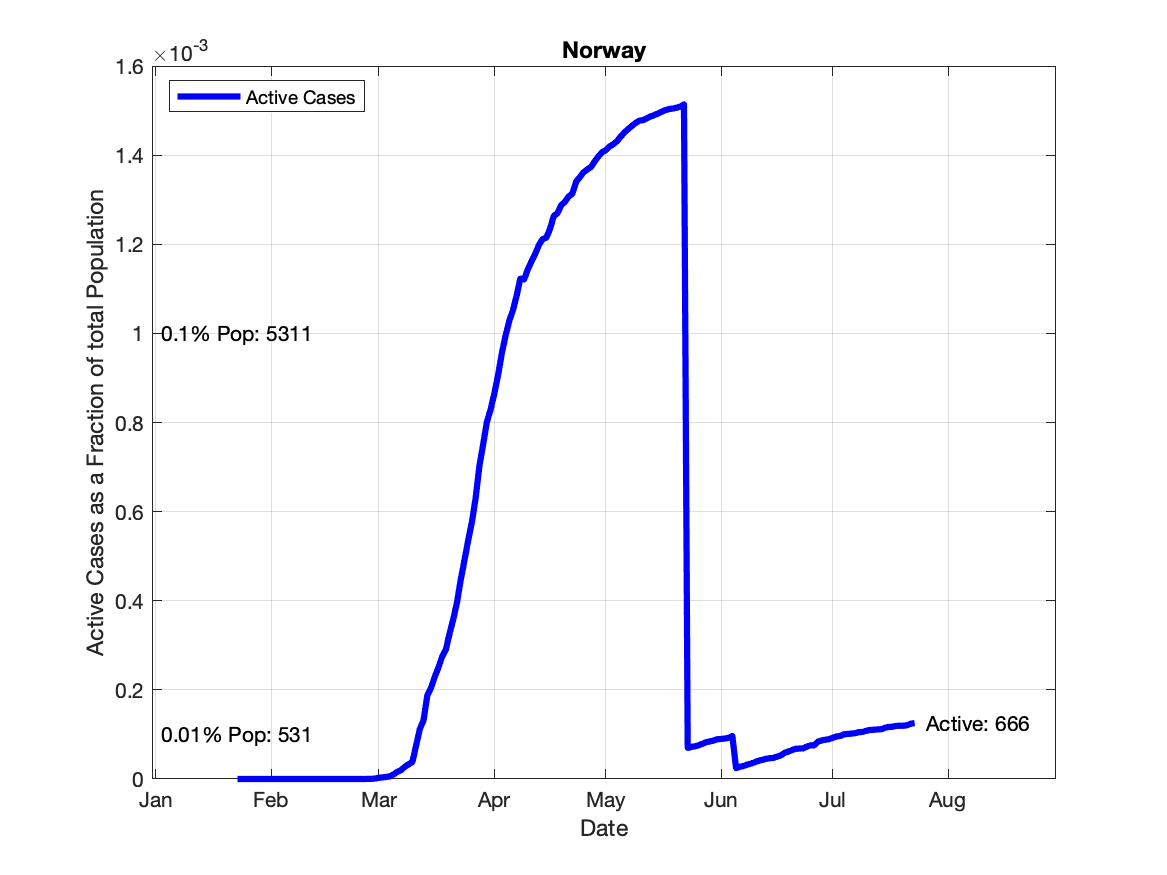 Norway
×10-3
1.6
1.4
1.2
1
0.8
0.6
0.4
0.2
0
Active Cases as a Fraction of total Population
Active Cases
0.1% Pop: 5311
0.01% Pop: 531
Active: 666
Jan Feb Mar Apr May Jun Jul Aug
Date